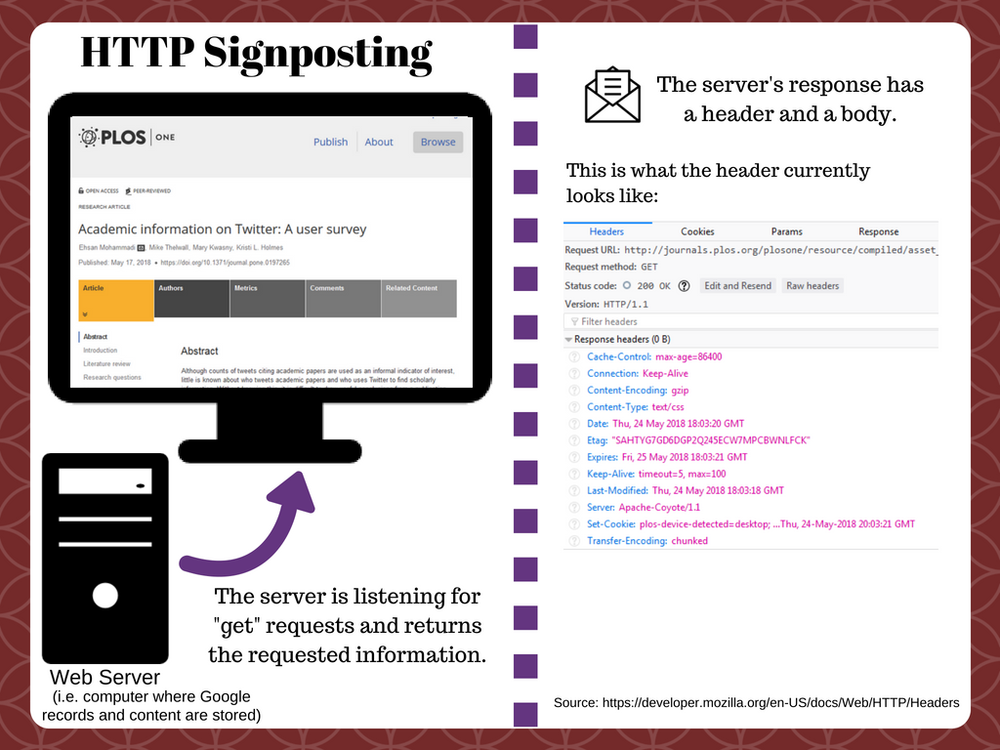 HTTP Signposting
PLOS ONE
Publish
About
Browse
OPEN ACCESS PEER-REVIEWED
RESEARCH ARTICLE
Academic information on Twitter: A user survey
Ehsan Mohammadi, Mike Thelwall, Mary Kwasny, Kristi L. Holmes
Published: May 17, 2018 • https://doi.org/10.1371/journal.pone.0197265
Article
Authors
Metrics
Comments
Related Content
Abstract
Introduction
Literature review
Research questions
Abstract
Although counts of tweets citing academic papers are used as an informal indicator of interest,
little is known about who tweets academic papers and who uses Twitter to find scholarly
The server is listening for
"get" requests and returns
the requested information.
Web Server
(i.e. computer where Google
records and content are stored)
The server's response has
a header and a body.
This is what the header currently
looks like:
Headers
Cookies
Params
Response
Request URL: http://journals.plos.org/plosone/resource/compiled/asset_
Request method: GET
Status code: 200 OK ? Edit and Resend Raw headers
Version: HTTP/1.1
Filter headers
Response headers (0 B)
? Cache-Control: max-age=86400
? Connection: Keep-Alive
? Content-Encoding: gzip
? Content-Type: text/css
? Date: Thu, 24 May 2018 18:03:20 GMT
? Etag: "SAHTYG7GD6DGP2Q245ECW7MPCBWNLFCK"
? Expires: Fri, 25 May 2018 18:03:21 GMT
? Keep-Alive: timeout=5, max=100
? Last-Modified: Thu, 24 May 2018 18:03:18 GMT
? Server: Apache-Coyote/1.1
? Set-Cookie: plos-device-detected=desktop; ...Thu, 24-May-2018 20:03:21 GMT
? Transfer-Encoding: chunked
Source: https://developer.mozilla.org/en-US/docs/Web/HTTP/Headers